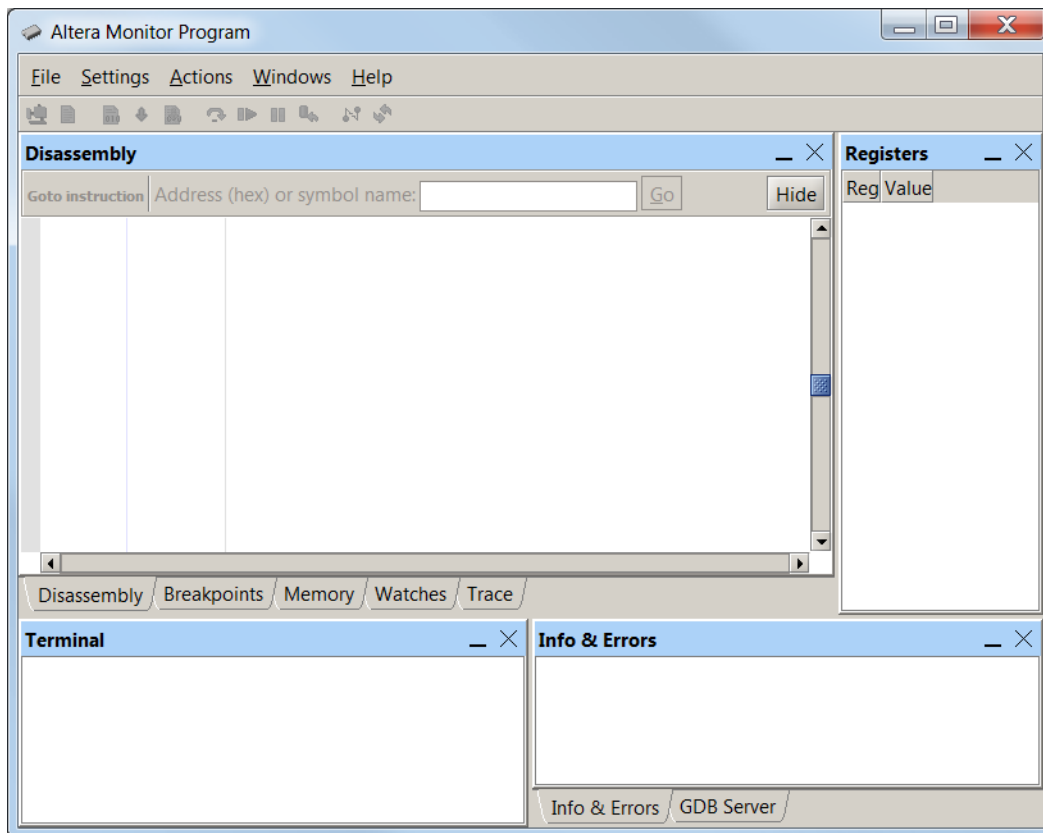 Altera Monitor Program
File Settings Actions Windows Help
Disassembly
Goto instruction Address (hex) or symbol name: Go Hide
Registers
Reg Value
Disassembly Breakpoints Memory Watches Trace
Terminal
Info & Errors
Info & Errors GDB Server